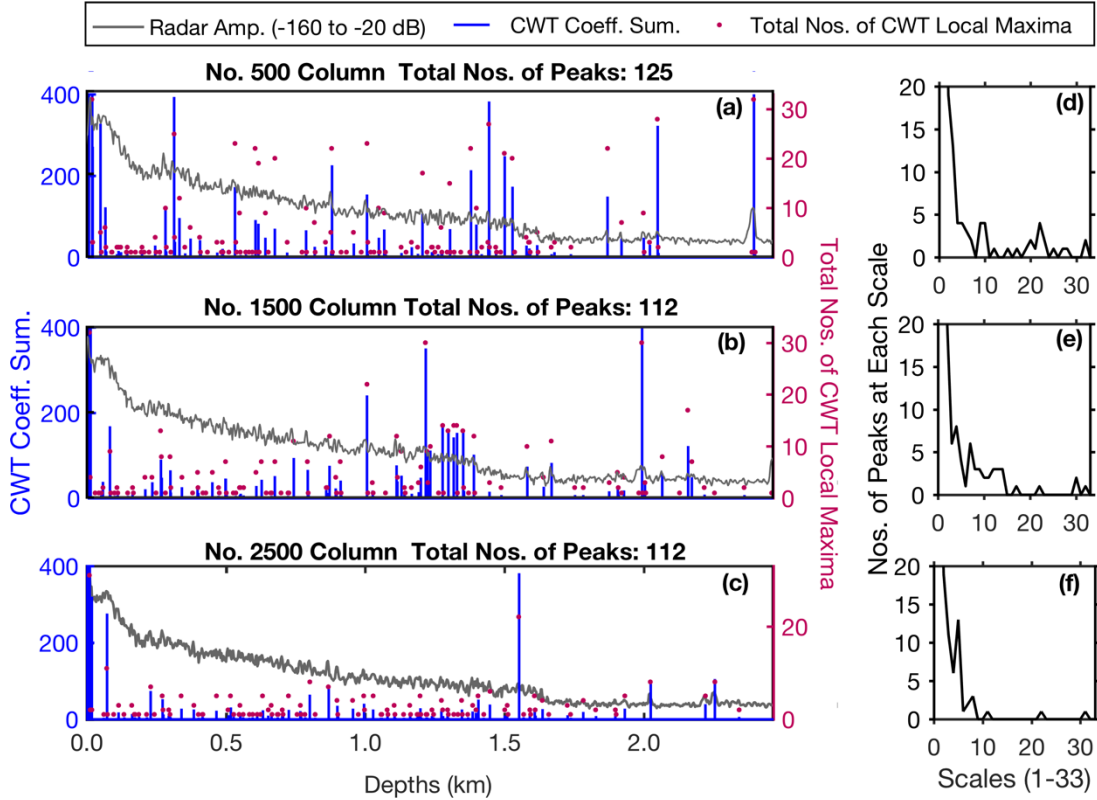 Radar Amp. (-160 to -20 dB) CWT Coeff. Sum. Total Nos. of CWT Local Maxima
No. 500 Column Total Nos. of Peaks: 125
400
200
0
(a)
30
20
10
0
No. 1500 Column Total Nos. of Peaks: 112
400
200
0
(b)
30
20
10
0
No. 2500 Column Total Nos. of Peaks: 112
400
200
0
(c)
20
0
0.0 0.5 1.0 1.5 2.0
Depths (km)
CWT Coeff. Sum.
Total Nos. of CWT Local Maxima
20
15
10
5
0
(d)
0 10 20 30
20
15
10
5
0
(e)
0 10 20 30
20
15
10
5
0
(f)
0 10 20 30
Scales (1-33)
Nos. of Peaks at Each Scale